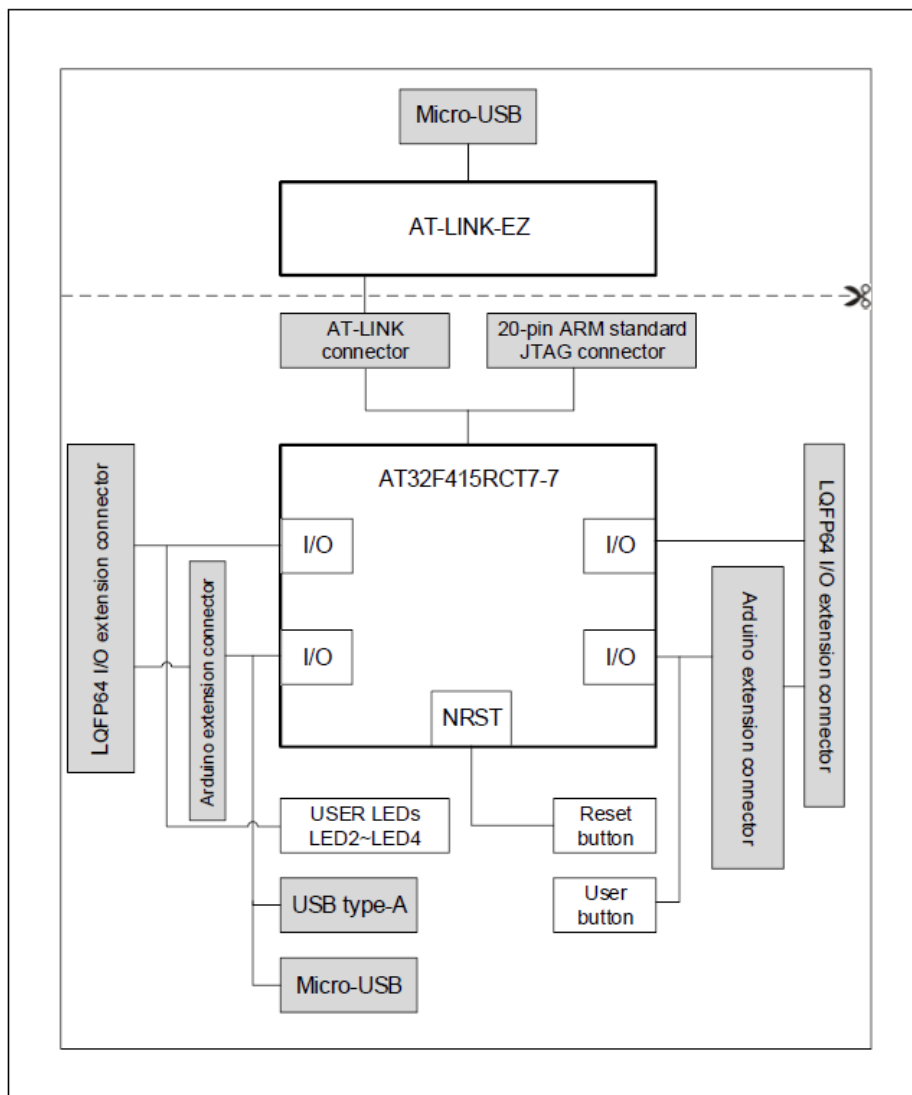 Micro-USB
AT-LINK-EZ
AT-LINK
connector
20-pin ARM standard
JTAG connector
AT32F415RCT7-7
LQFP64 I/O extension connector
I/O
I/O
LQFP64 I/O extension connector
Arduino extension connector
I/O
I/O
Arduino extension connector
NRST
USER LEDs
LED2~LED4
Reset
button
USB type-A
User
button
Micro-USB